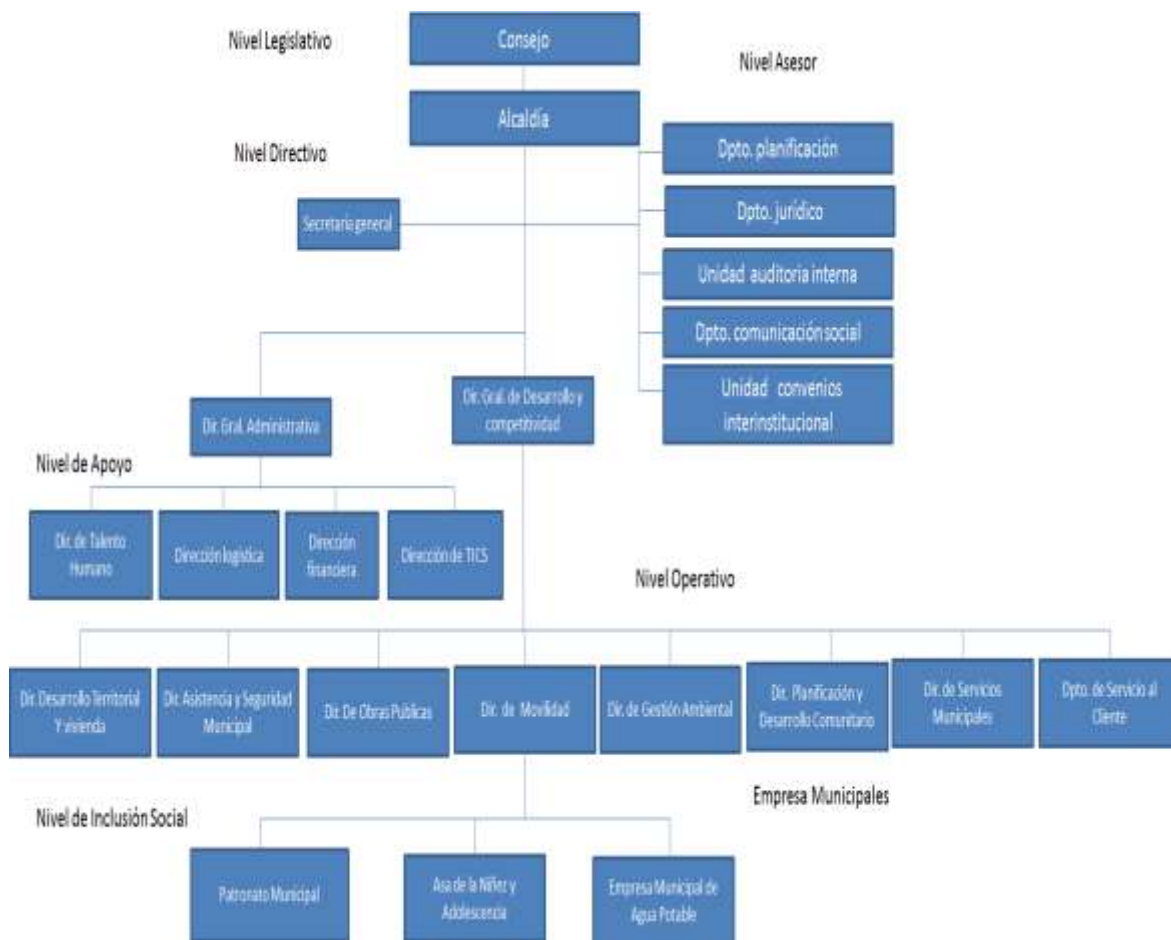 Nivel Legislativo
Consejo
Nivel Asesor
Alcaldía
Nivel Directivo
Dpto. planificación
Secretaria general
Dpto. jurídico
Unidad auditoria interna
Dpto. comunicación social
Unidad convenios
interinstitucional
Dir. Gral. Administrativa
Dir. Gral. de Desarrollo y
competitividad
Nivel de Apoyo
Dir. de Talento
Humano
Dirección logística
Dirección
financiera
Dirección de TICS
Nivel Operativo
Dir. Desarrollo Territorial
Y vivienda
Dir. Asistencia y Seguridad
Municipal
Dir. De Obras Públicas
Dir. de Movilidad
Dir. de Gestión Ambiental
Dir. Planificación y
Desarrollo Comunitario
Dir. de Servicios
Municipales
Dpto. de Servicio al
Cliente
Nivel de Inclusión Social
Empresa Municipales
Patronato Municipal
Asa de la Niñez y
Adolescencia
Empresa Municipal de
Agua Potable